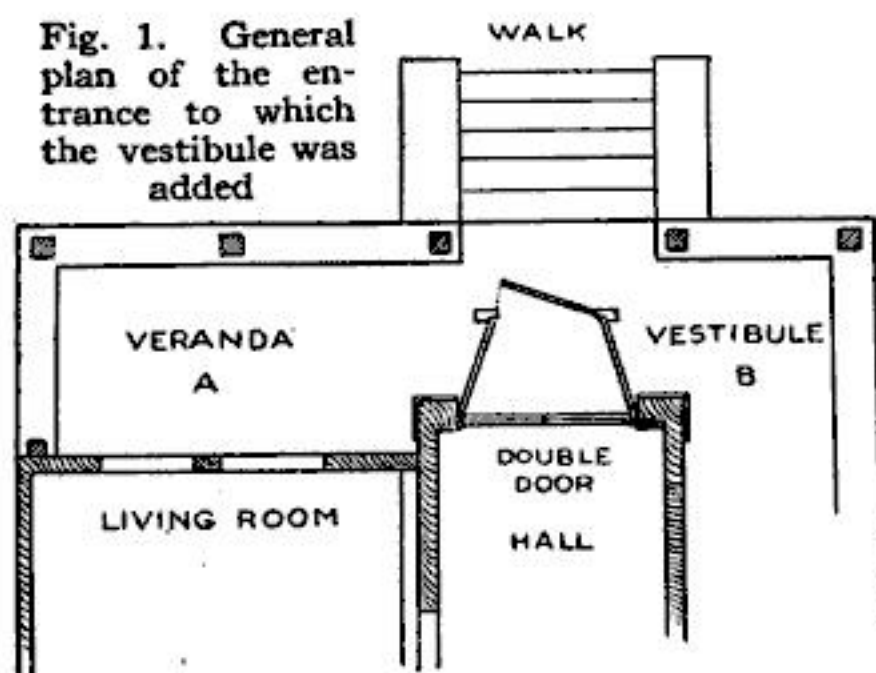 Fig. 1. General
plan of the en-
trance to which
the vestibule was
added
WALK
VERANDA
A
VESTIBULE
B
LIVING ROOM
DOUBLE
DOOR
HALL